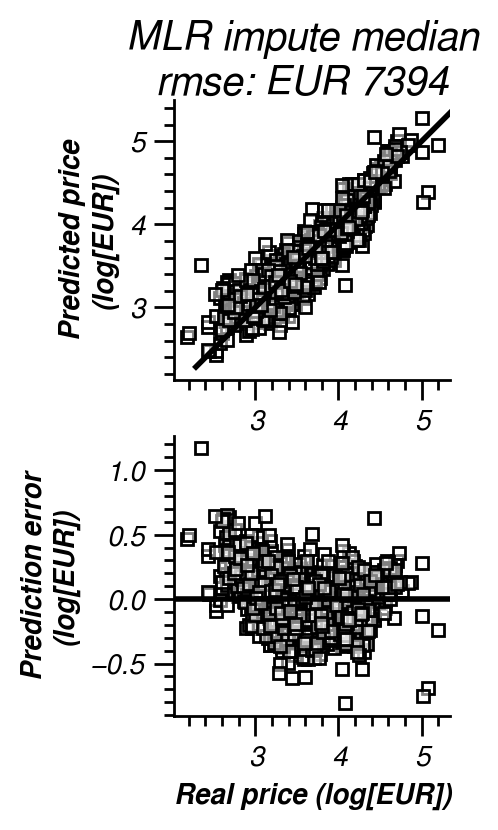 MLR impute median
rmse: EUR 7394
Predicted price
(log[EUR])
5
4
3
3 4 5
Prediction error
(log[EUR])
1.0
0.5
0.0
−0.5
3 4 5
Real price (log[EUR])